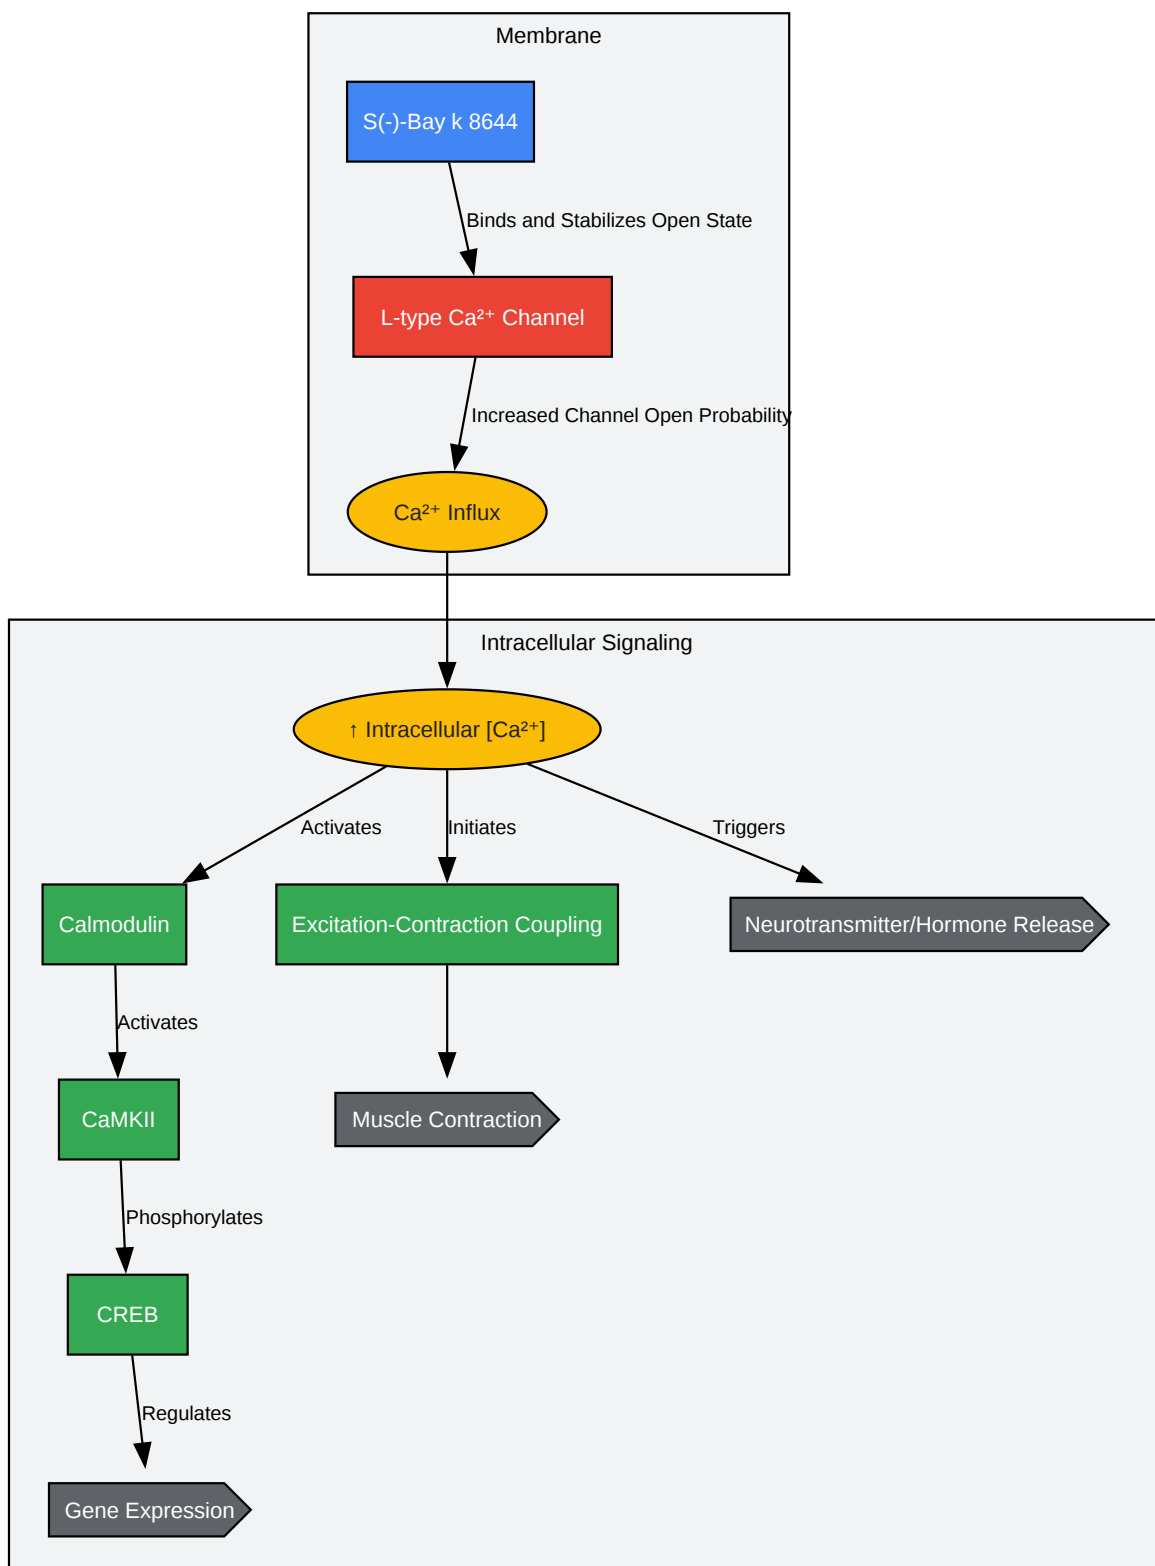 Membrane
S(-)-Bay k 8644
Binds and Stabilizes Open State
L-type Ca²⁺ Channel
Increased Channel Open Probability
Ca²⁺ Influx
Intracellular Signaling
↑ Intracellular [Ca²⁺]
Activates
Initiates
Triggers
Calmodulin
Excitation-Contraction Coupling
Neurotransmitter/Hormone Release
Activates
CaMKII
Muscle Contraction
Phosphorylates
CREB
Regulates
Gene Expression